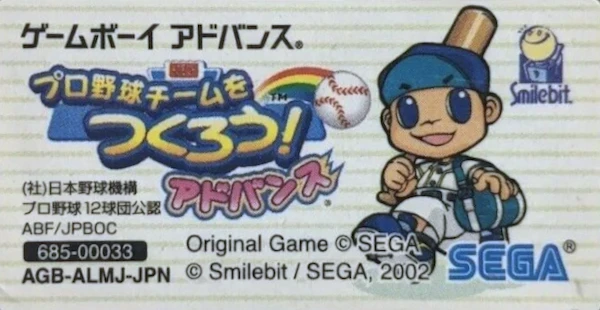 ゲームボーイ アドバンス®
プロ野球チームを
つくろう!
TM
アドバンス
Smilebit.
(社)日本野球機構
プロ野球12球団公認
ABF/JPBOC
685-00033
AGB-ALMJ-JPN
Original Game © SEGA
© Smilebit / SEGA, 2002
SEGA®